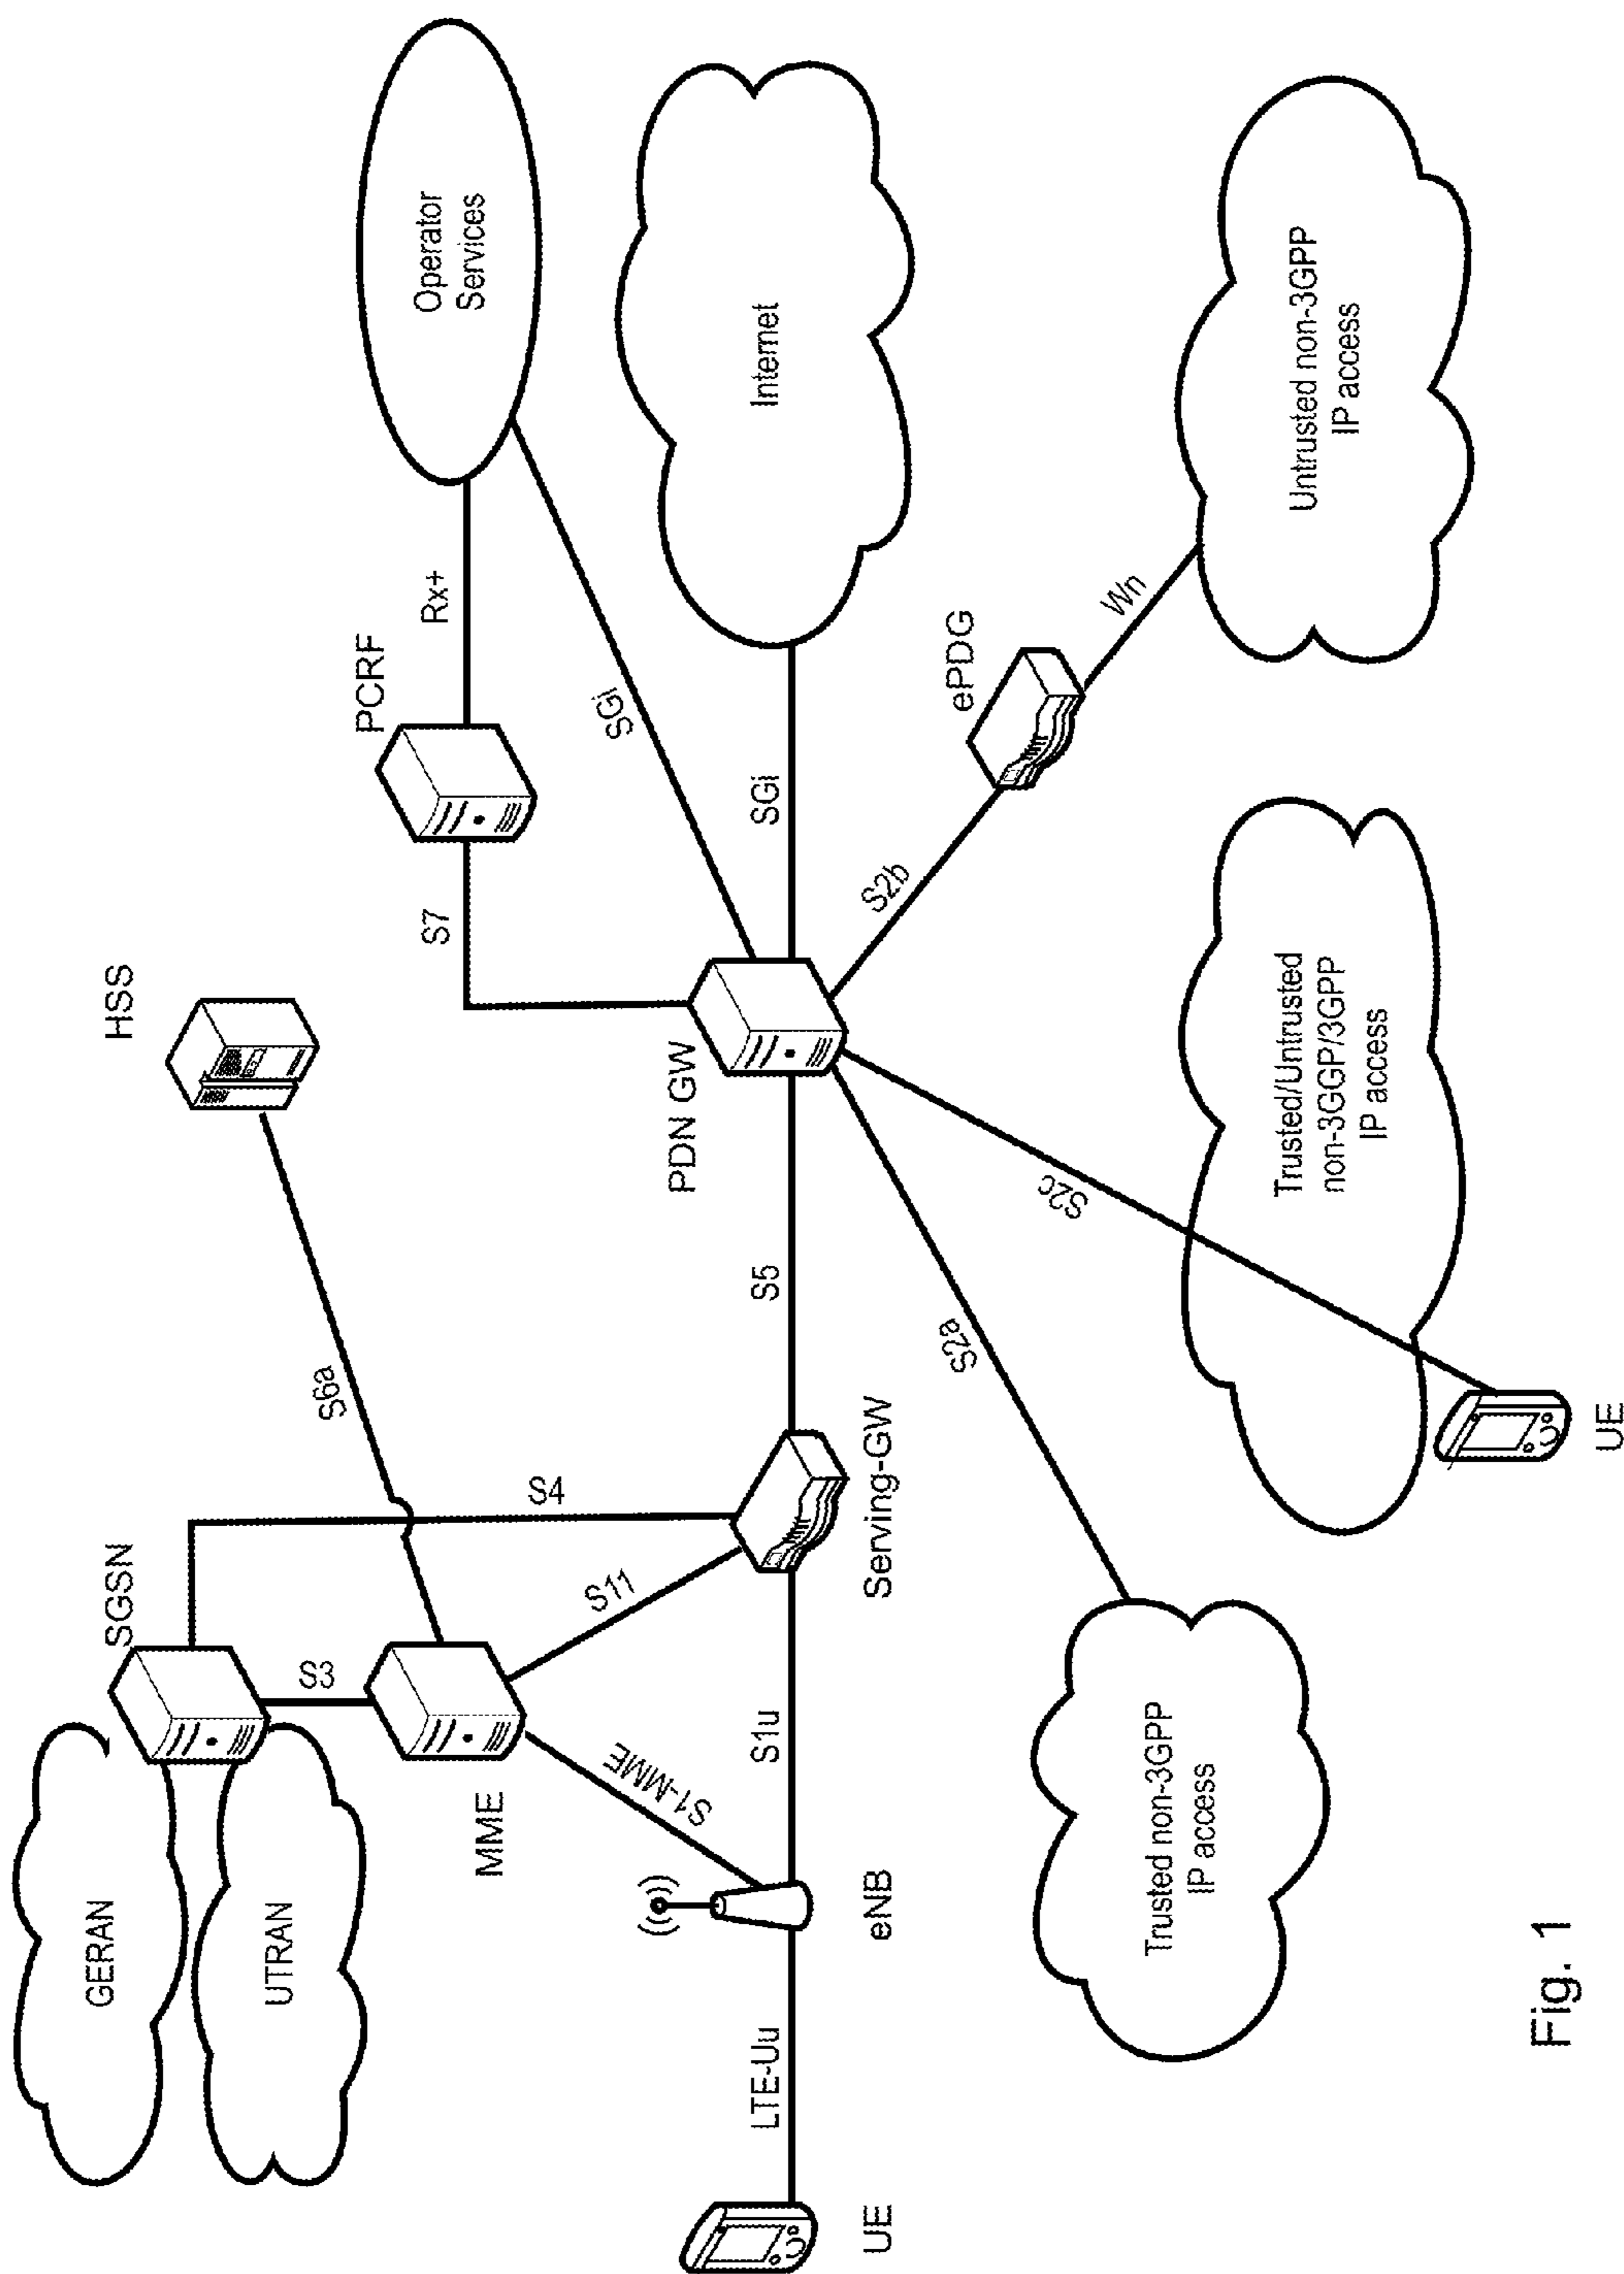 GERAN
UTRAN
SGSN
HSS
S3
S4
S6a
MME
S11
S1-MME
PCRF
S7
Rx+
Operator
Services
SGi
UE
LTE-Uu
eNB
S1u
Serving-GW
S5
PDN GW
SGi
Internet
S2a
S2c
S2b
ePDG
Wn
Trusted non-3GPP
IP access
Trusted/Untrusted
non-3GGP/3GPP
IP access
Untrusted non-3GPP
IP access
UE
Fig. 1